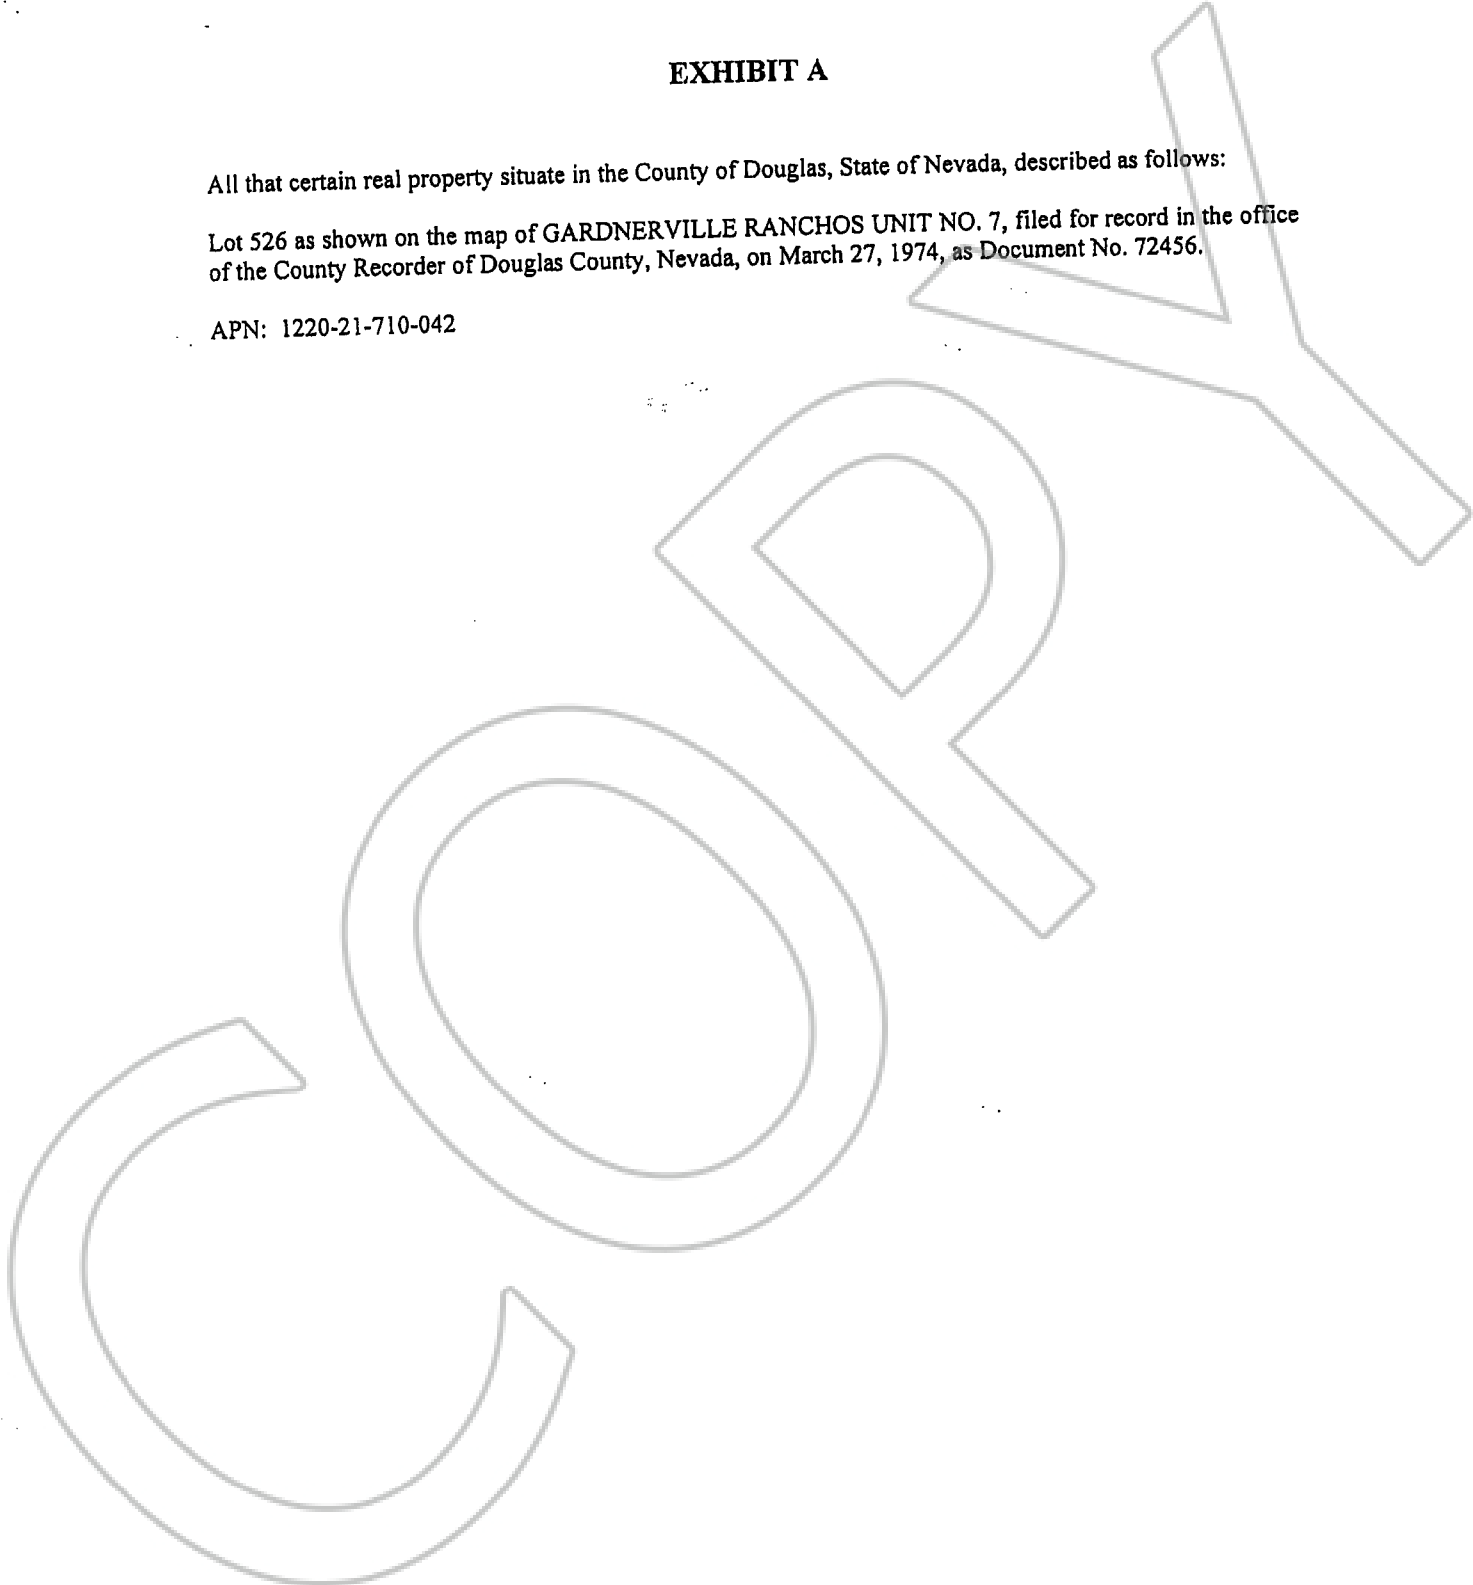 EXHIBIT A
All that certain real property situate in the County of Douglas, State of Nevada, described as follows:
Lot 526 as shown on the map of GARDNERVILLE RANCHOS UNIT NO. 7, filed for record in the office
of the County Recorder of Douglas County, Nevada, on March 27, 1974, as Document No. 72456.
APN: 1220-21-710-042
COPY